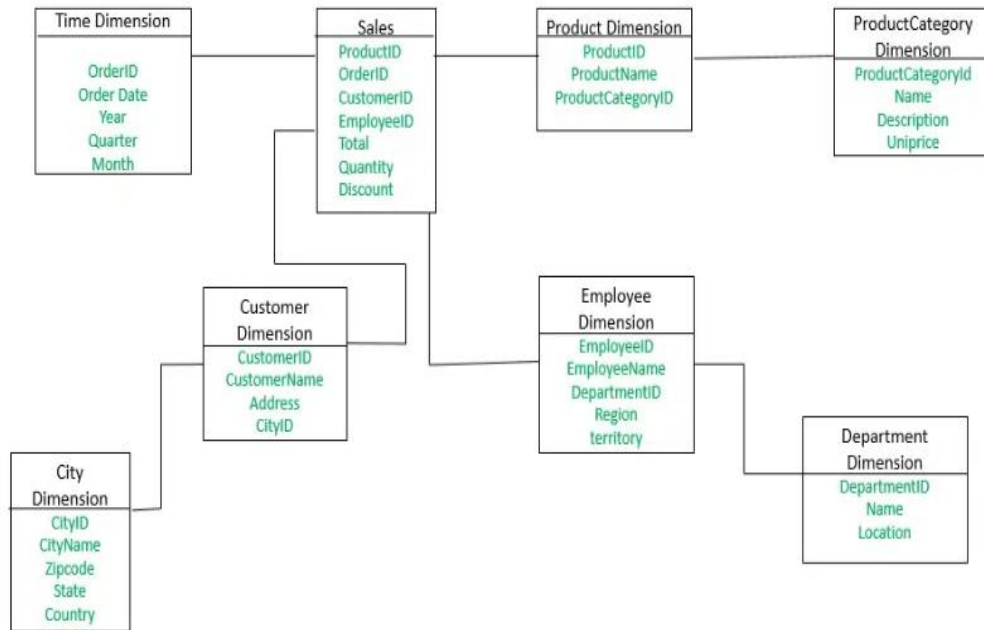 Time Dimension
OrderID
Order Date
Year
Quarter
Month
Sales
ProductID
OrderID
CustomerID
EmployeeID
Total
Quantity
Discount
Product Dimension
ProductID
ProductName
ProductCategoryID
ProductCategory
Dimension
ProductCategoryId
Name
Description
Uniprice
Customer
Dimension
CustomerID
CustomerName
Address
CityID
Employee
Dimension
EmployeeID
EmployeeName
DepartmentID
Region
territory
City
Dimension
CityID
CityName
Zipcode
State
Country
Department
Dimension
DepartmentID
Name
Location